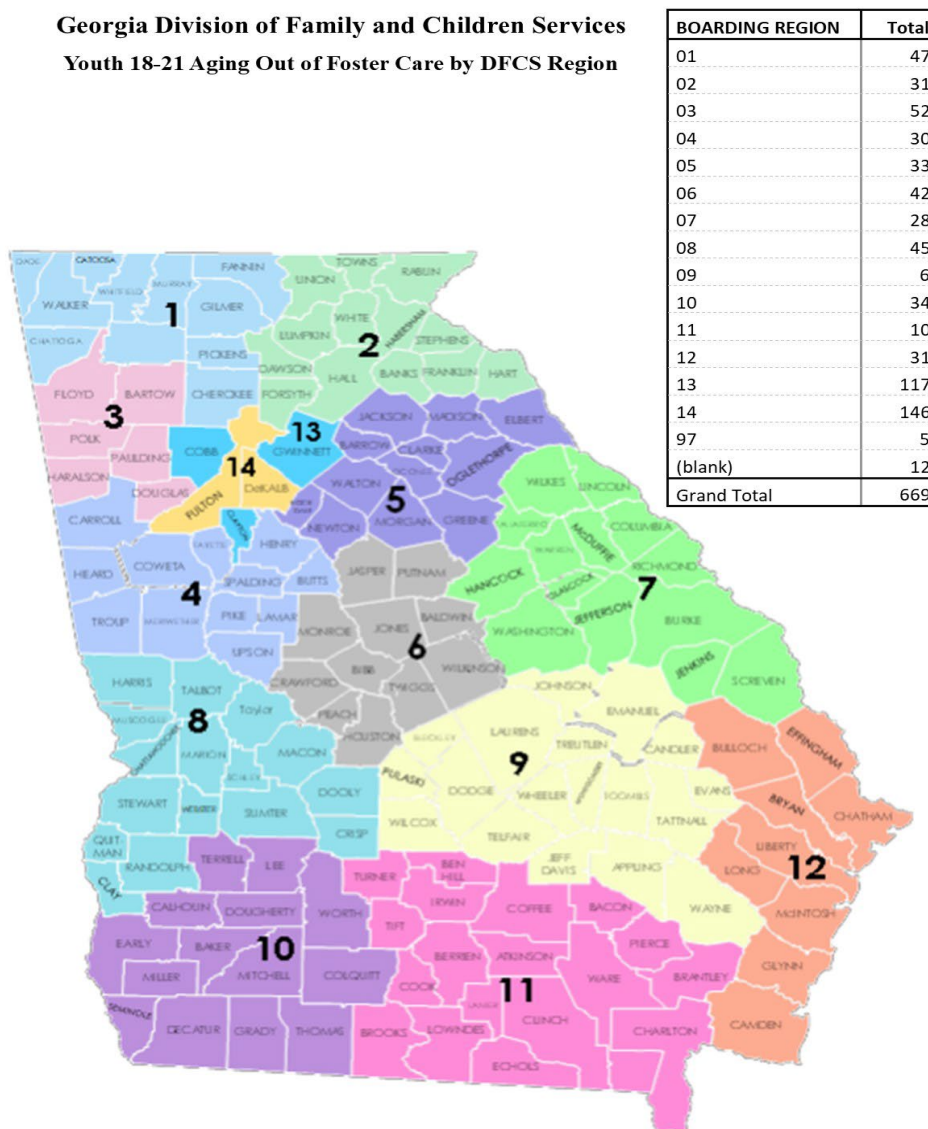 Georgia Division of Family and Children Services
Youth 18-21 Aging Out of Foster Care by DFCS Region
BOARDING REGION Total
01 47
02 31
03 52
04 30
05 33
06 42
07 28
08 45
09 6
10 34
11 10
12 31
13 117
14 146
97 5
(blank) 12
Grand Total 669
CATOOSA
FANNIN
TOWNS
RABUN
UNION
MURRAY
WALKER
WHITFIELD
GILMER
1
WHITE
HABERSHAM
LUMPKIN
STEPHENS
2
PICKENS
DAWSON
HALL
BANKS
FRANKLIN
HART
FLOYD
BARTOW
CHEROKEE
FORSYTH
3
JACKSON
MADISON
ELBERT
POLK
COBB
13
GWINNETT
BARROW
CLARKE
OGLETHORPE
PAULDING
14
HARALSON
DeKALB
WALTON
5
WILKES
LINCOLN
DOUGLAS
FULTON
NEWTON
MORGAN
GREENE
CARROLL
CLAYTON
HENRY
McDUFFIE
COLUMBIA
HEARD
COWETA
SPALDING
BUTTS
JASPER
PUTNAM
HANCOCK
GLASCOCK
RICHMOND
7
4
TROUP
PIKE
LAMAR
JONES
BALDWIN
JEFFERSON
BURKE
MONROE
WASHINGTON
UPSON
6
BIBB
WILKINSON
JENKINS
SCREVEN
HARRIS
TALBOT
CRAWFORD
TWIGGS
JOHNSON
Taylor
PEACH
EMANUEL
8
HOUSTON
LAURENS
TREUTLEN
CANDLER
BULLOCH
EFFINGHAM
CHATTAHOOCHEE
MARION
MACON
9
PULASKI
DODGE
WHEELER
TOOMBS
EVANS
BRYAN
CHATHAM
STEWART
WEBSTER
SUMTER
DOOLY
WILCOX
TELFAIR
TATTNALL
LIBERTY
QUIT
MAN
RANDOLPH
CRISP
LONG
12
CLAY
TERRELL
LEE
TURNER
BEN
HILL
JEFF
DAVIS
APPLING
WAYNE
McINTOSH
CALHOUN
DOUGHERTY
WORTH
IRWIN
COFFEE
BACON
TIFT
EARLY
BAKER
10
PIERCE
BERRIEN
ATKINSON
GLYNN
MILLER
MITCHELL
COLQUITT
COOK
11
WARE
BRANTLEY
SEMINOLE
DECATUR
GRADY
THOMAS
BROOKS
LOWNDES
CLINCH
CHARLTON
CAMDEN
ECHOLS